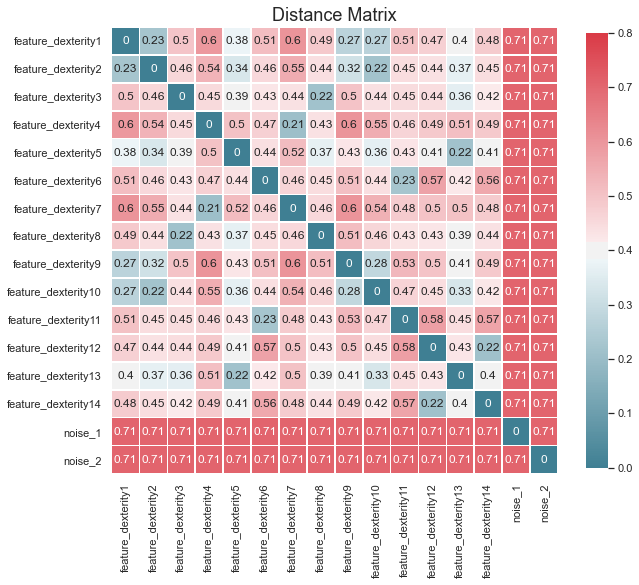 Distance Matrix
feature_dexterity1 0 0.23 0.5 0.6 0.38 0.51 0.6 0.49 0.27 0.27 0.51 0.47 0.4 0.48 0.71 0.71
feature_dexterity2 0.23 0 0.46 0.54 0.34 0.46 0.55 0.44 0.32 0.22 0.45 0.44 0.37 0.45 0.71 0.71
feature_dexterity3 0.5 0.46 0 0.45 0.39 0.43 0.44 0.22 0.5 0.44 0.45 0.44 0.36 0.42 0.71 0.71
feature_dexterity4 0.6 0.54 0.45 0 0.5 0.47 0.21 0.43 0.6 0.55 0.46 0.49 0.51 0.49 0.71 0.71
feature_dexterity5 0.38 0.34 0.39 0.5 0 0.44 0.52 0.37 0.43 0.36 0.43 0.41 0.22 0.41 0.71 0.71
feature_dexterity6 0.51 0.46 0.43 0.47 0.44 0 0.46 0.45 0.51 0.44 0.23 0.57 0.42 0.56 0.71 0.71
feature_dexterity7 0.6 0.55 0.44 0.21 0.52 0.46 0 0.46 0.6 0.54 0.48 0.5 0.5 0.48 0.71 0.71
feature_dexterity8 0.49 0.44 0.22 0.43 0.37 0.45 0.46 0 0.51 0.46 0.43 0.43 0.39 0.44 0.71 0.71
feature_dexterity9 0.27 0.32 0.5 0.6 0.43 0.51 0.6 0.51 0 0.28 0.53 0.5 0.41 0.49 0.71 0.71
feature_dexterity10 0.27 0.22 0.44 0.55 0.36 0.44 0.54 0.46 0.28 0 0.47 0.45 0.33 0.42 0.71 0.71
feature_dexterity11 0.51 0.45 0.45 0.46 0.43 0.23 0.48 0.43 0.53 0.47 0 0.58 0.45 0.57 0.71 0.71
feature_dexterity12 0.47 0.44 0.44 0.49 0.41 0.57 0.5 0.43 0.5 0.45 0.58 0 0.43 0.22 0.71 0.71
feature_dexterity13 0.4 0.37 0.36 0.51 0.22 0.42 0.5 0.39 0.41 0.33 0.45 0.43 0 0.4 0.71 0.71
feature_dexterity14 0.48 0.45 0.42 0.49 0.41 0.56 0.48 0.44 0.49 0.42 0.57 0.22 0.4 0 0.71 0.71
noise_1 0.71 0.71 0.71 0.71 0.71 0.71 0.71 0.71 0.71 0.71 0.71 0.71 0.71 0.71 0 0.71
noise_2 0.71 0.71 0.71 0.71 0.71 0.71 0.71 0.71 0.71 0.71 0.71 0.71 0.71 0.71 0.71 0
feature_dexterity1
feature_dexterity2
feature_dexterity3
feature_dexterity4
feature_dexterity5
feature_dexterity6
feature_dexterity7
feature_dexterity8
feature_dexterity9
feature_dexterity10
feature_dexterity11
feature_dexterity12
feature_dexterity13
feature_dexterity14
noise_1
noise_2
0.8
0.7
0.6
0.5
0.4
0.3
0.2
0.1
0.0